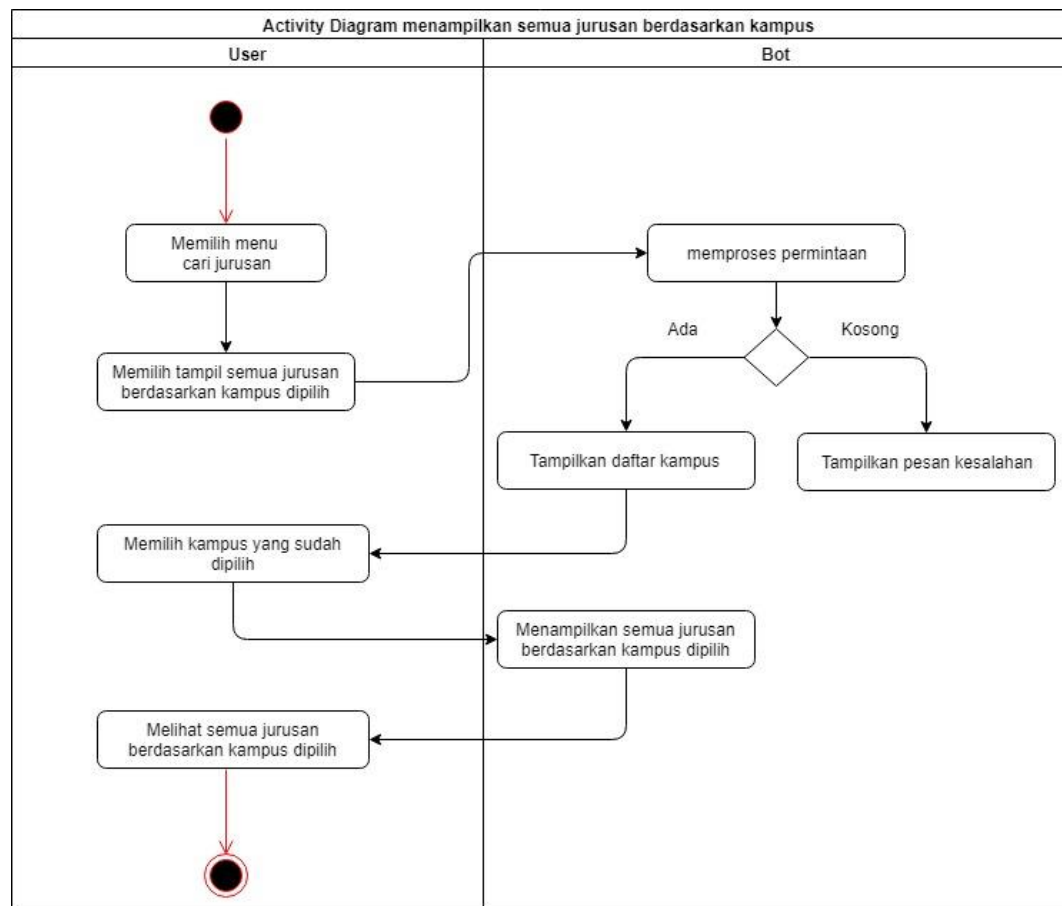 Activity Diagram menampilkan semua jurusan berdasarkan kampus
User
Bot
Memilih menu
cari jurusan
memproses permintaan
Ada
Kosong
Memilih tampil semua jurusan
berdasarkan kampus dipilih
Tampilkan daftar kampus
Tampilkan pesan kesalahan
Memilih kampus yang sudah
dipilih
Menampilkan semua jurusan
berdasarkan kampus dipilih
Melihat semua jurusan
berdasarkan kampus dipilih